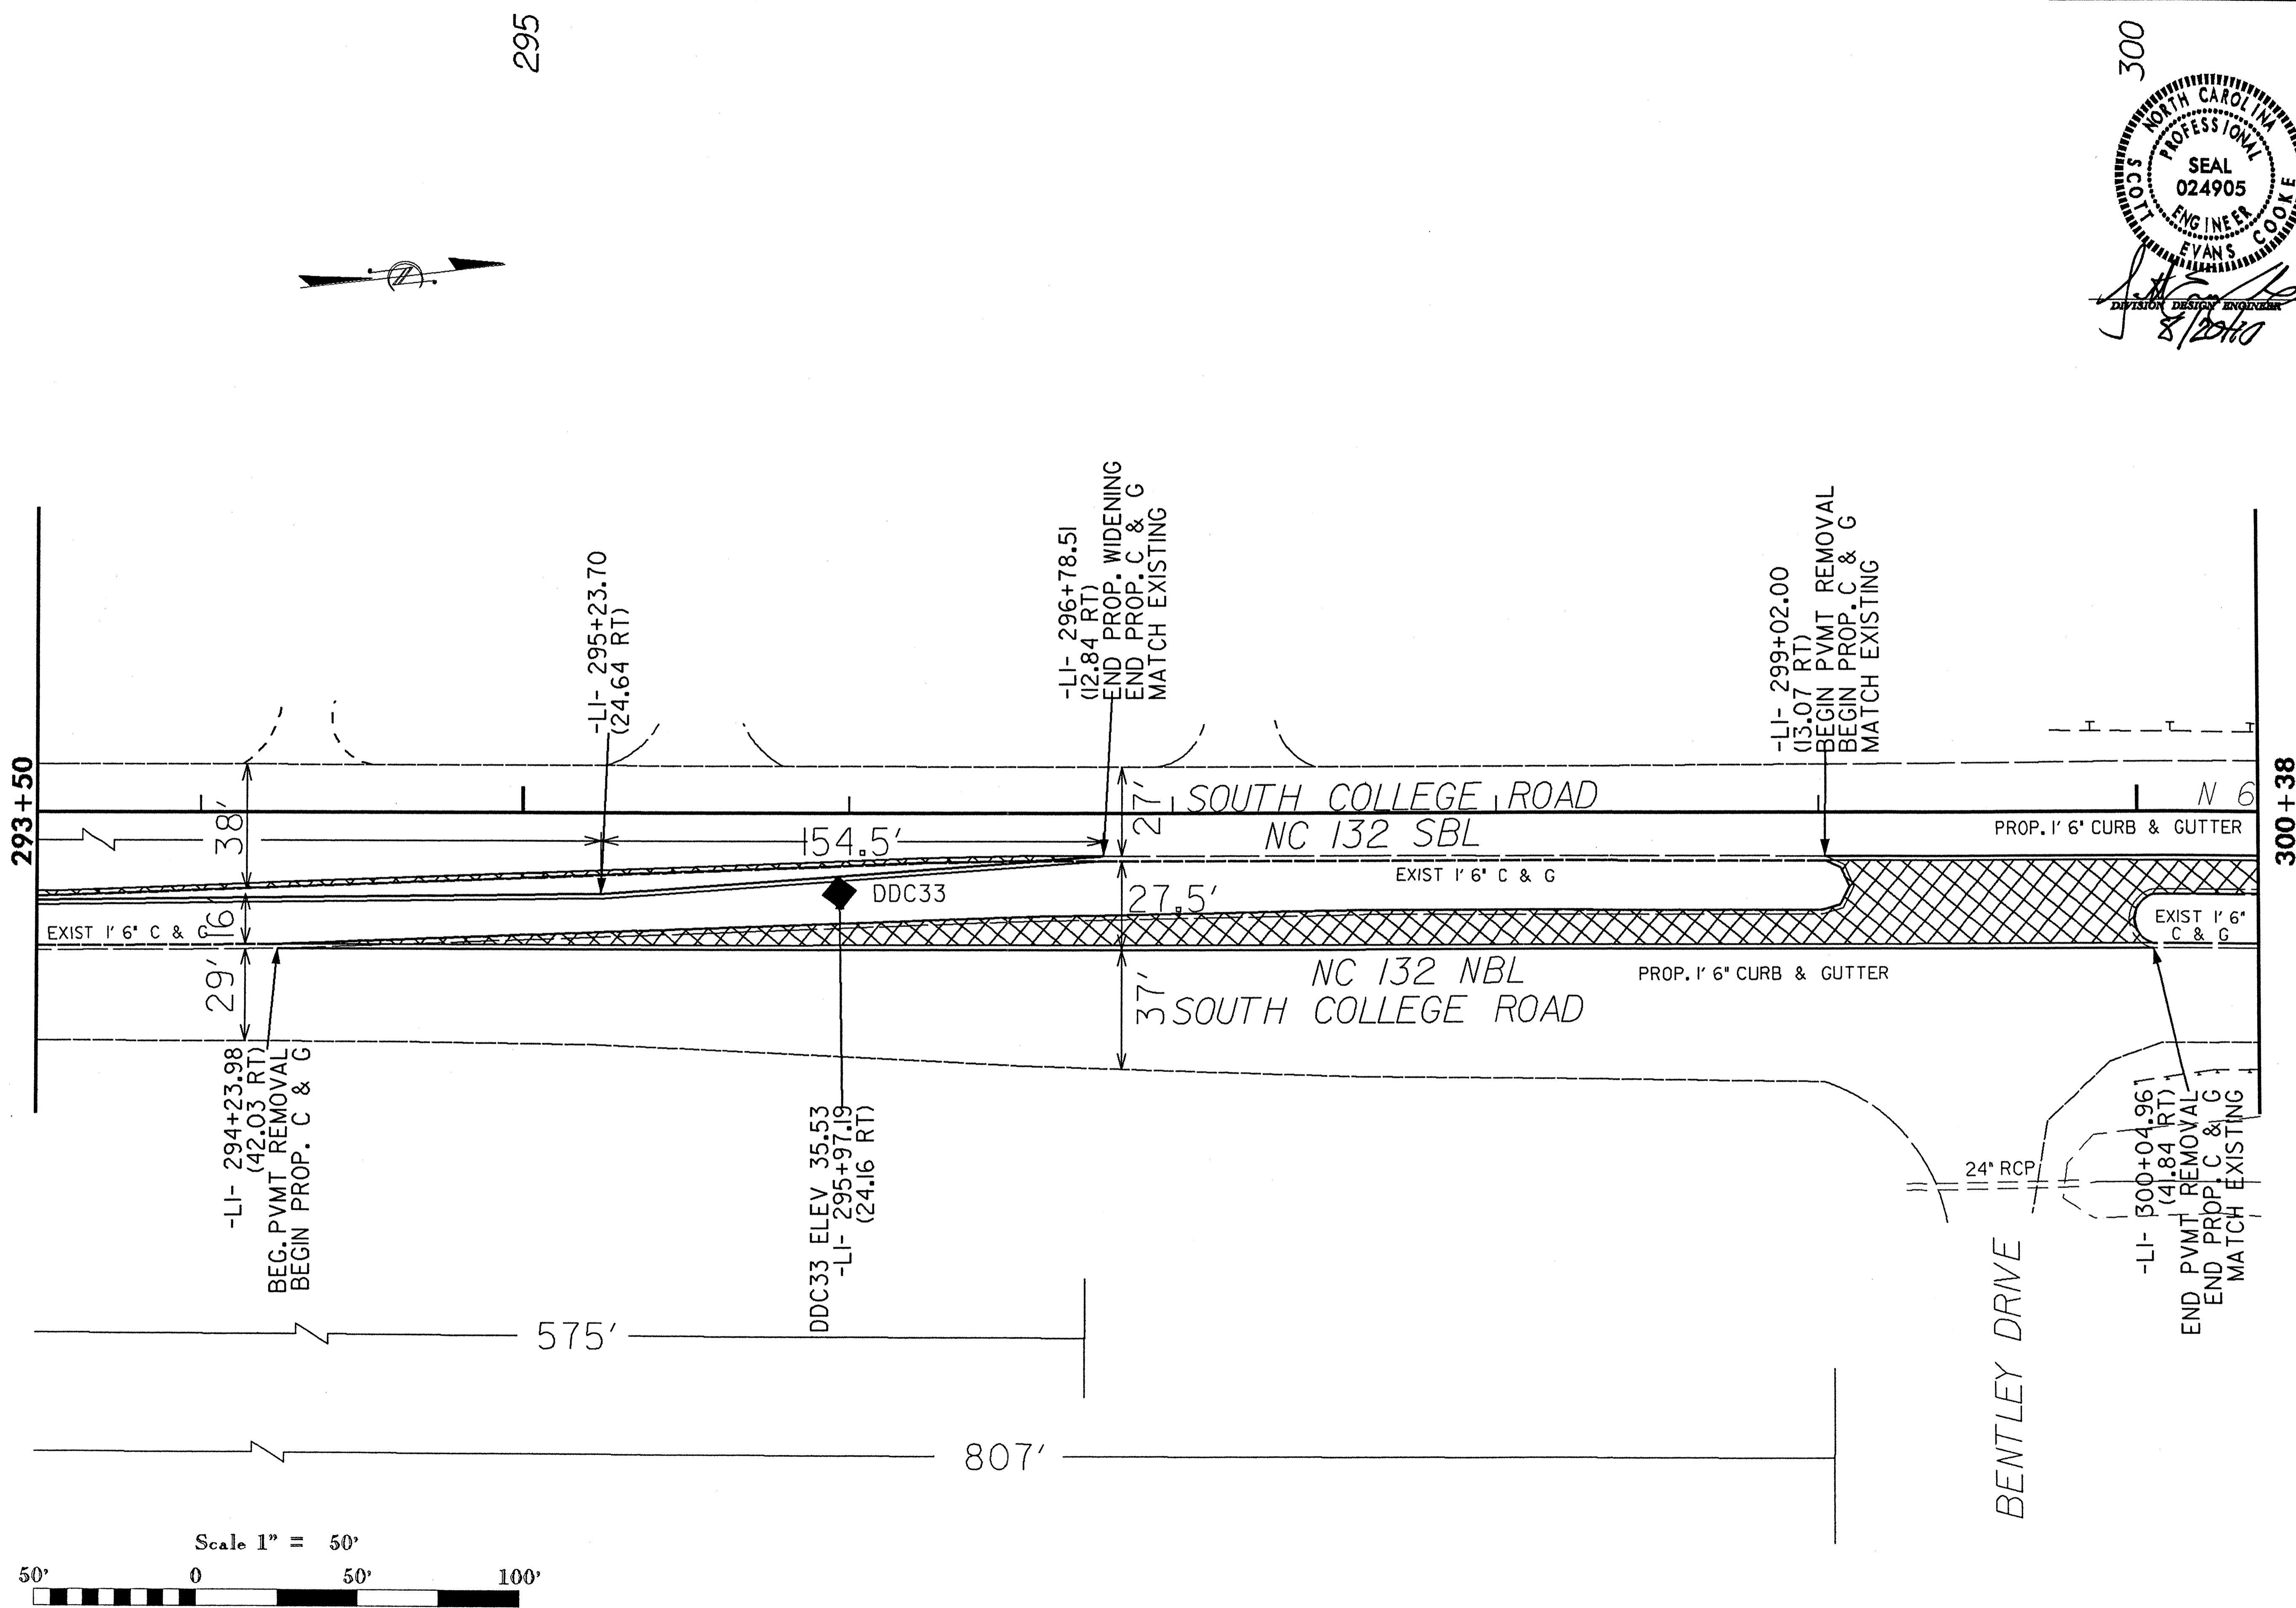 295
300
NORTH CAROLINA
PROFESSIONAL
SEAL
024905
ENGINEER
SCOTT EVANS COOKE
DIVISION DESIGN ENGINEER
293+50
300+38
-L1- 295+23.70
(24.64 RT)
-L1- 296+78.51
(12.84 RT)
END PROP. WIDENING
END PROP. C & G
MATCH EXISTING
-L1- 299+02.00
(13.07 RT)
BEGIN PVMT REMOVAL
BEGIN PROP. C & G
MATCH EXISTING
38'
154.5'
27'
SOUTH COLLEGE ROAD
NC 132 SBL
N 6
PROP. 1' 6" CURB & GUTTER
EXIST 1' 6" C & G
16'
DDC33
27.5'
EXIST 1' 6" C & G
EXIST 1' 6"
C & G
29'
37'
NC 132 NBL
SOUTH COLLEGE ROAD
PROP. 1' 6" CURB & GUTTER
-L1- 294+23.98
(42.03 RT)
BEG. PVMT REMOVAL
BEGIN PROP. C & G
DDC33 ELEV 35.53
-L1- 295+97.19
(24.16 RT)
24" RCP
BENTLEY DRIVE
-L1- 300+04.96
(41.84 RT)
END PVMT REMOVAL
END PROP. C & G
MATCH EXISTING
575'
807'
Scale 1" = 50'
50' 0 50' 100'